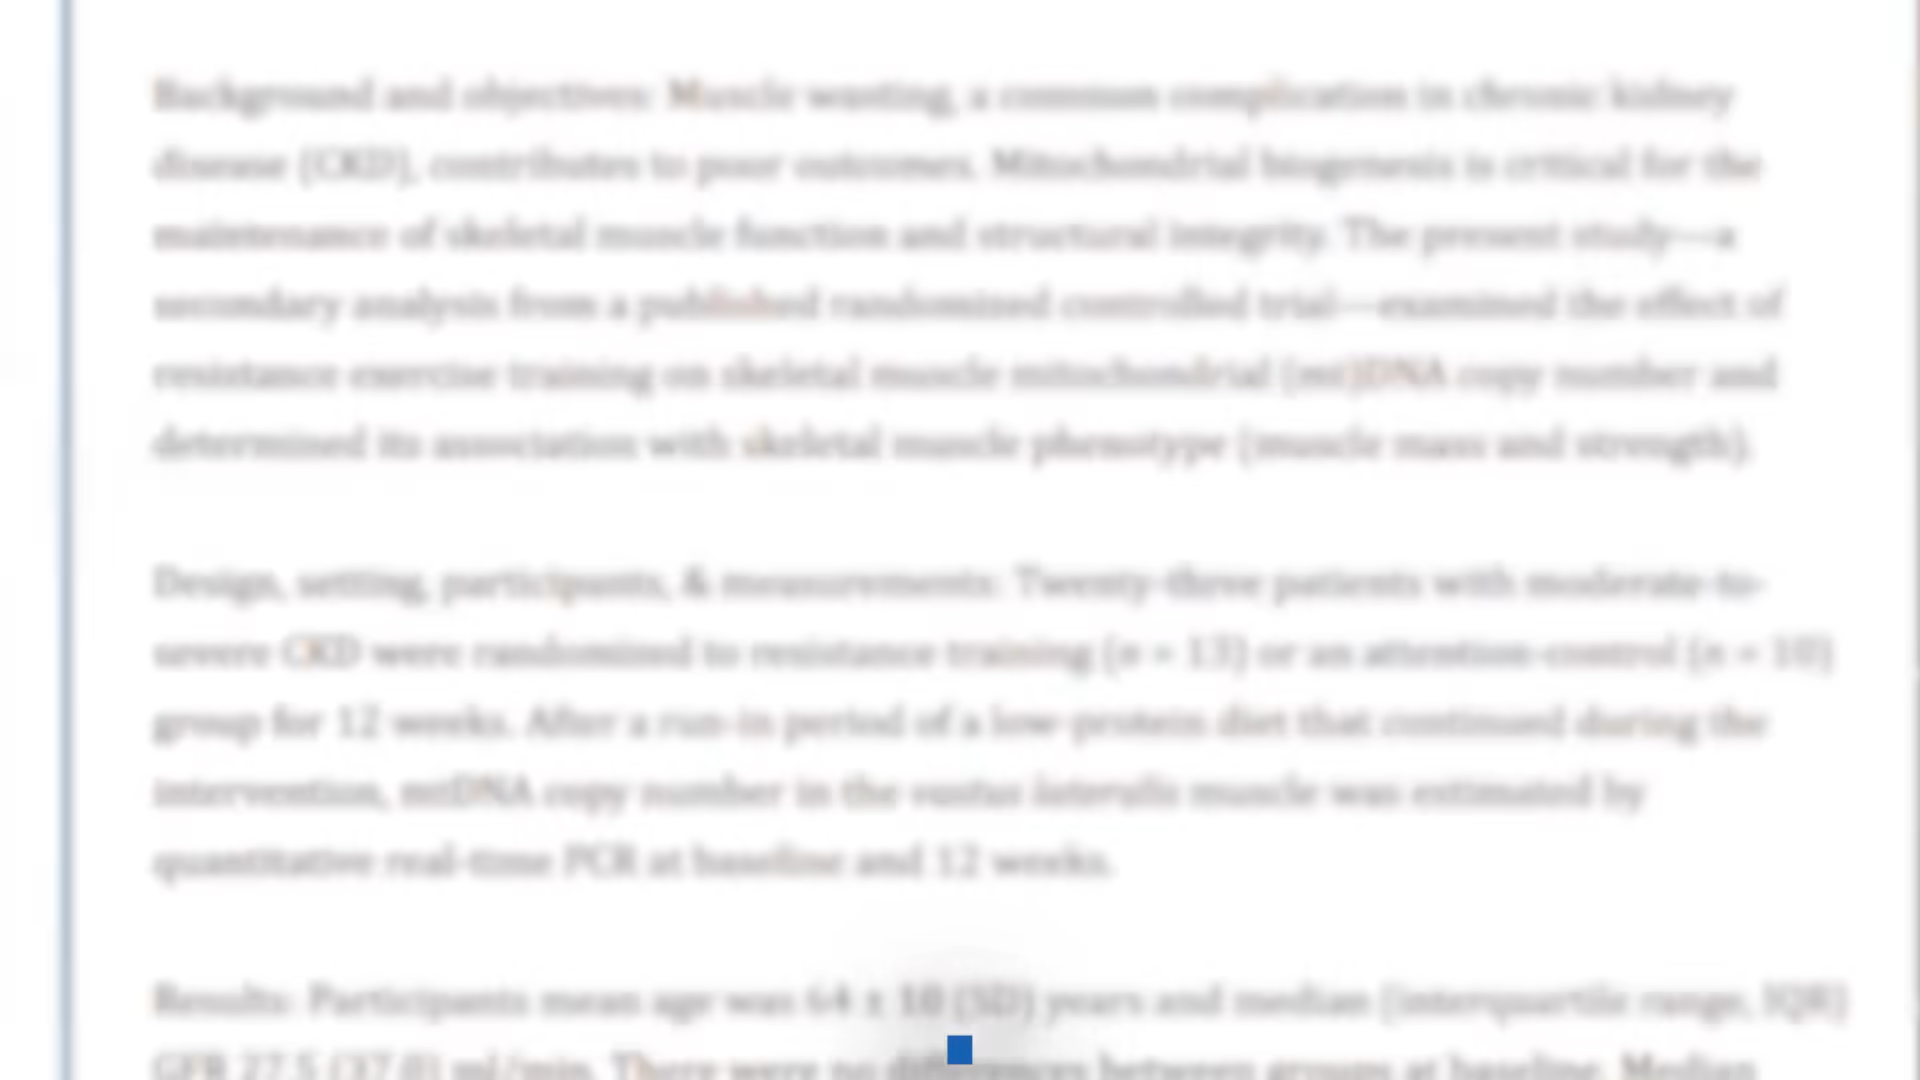 Background and objectives: Muscle wasting, a common complication in chronic kidney
disease (CKD), contributes to poor outcomes. Mitochondrial biogenesis is critical for the
maintenance of skeletal muscle function and structural integrity. The present study—a
secondary analysis from a published randomized controlled trial—examined the effect of
resistance exercise training on skeletal muscle mitochondrial (mt)DNA copy number and
determined its association with skeletal muscle phenotype (muscle mass and strength).
Design, setting, participants, & measurements: Twenty-three patients with moderate-to-
severe CKD were randomized to resistance training (n = 13) or an attention-control (n = 10)
group for 12 weeks. After a run-in period of a low-protein diet that continued during the
intervention, mtDNA copy number in the vastus lateralis muscle was estimated by
quantitative real-time PCR at baseline and 12 weeks.
Results: Participants mean age was 64 ± 10 (SD) years and median (interquartile range, IQR)
GFR 27.5 (37.0) ml/min. There were no differences between groups at baseline. Median